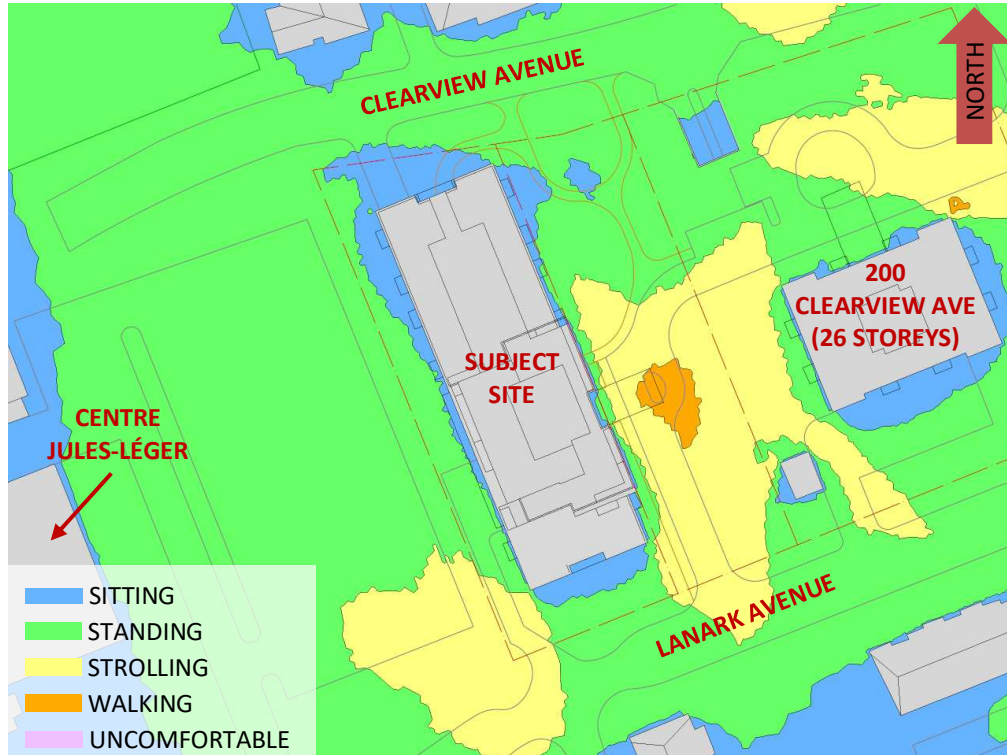 CLEARVIEW AVENUE
NORTH
200
CLEARVIEW AVE
(26 STOREYS)
SUBJECT
SITE
CENTRE
JULES-LÉGER
LANARK AVENUE
SITTING
STANDING
STROLLING
WALKING
UNCOMFORTABLE